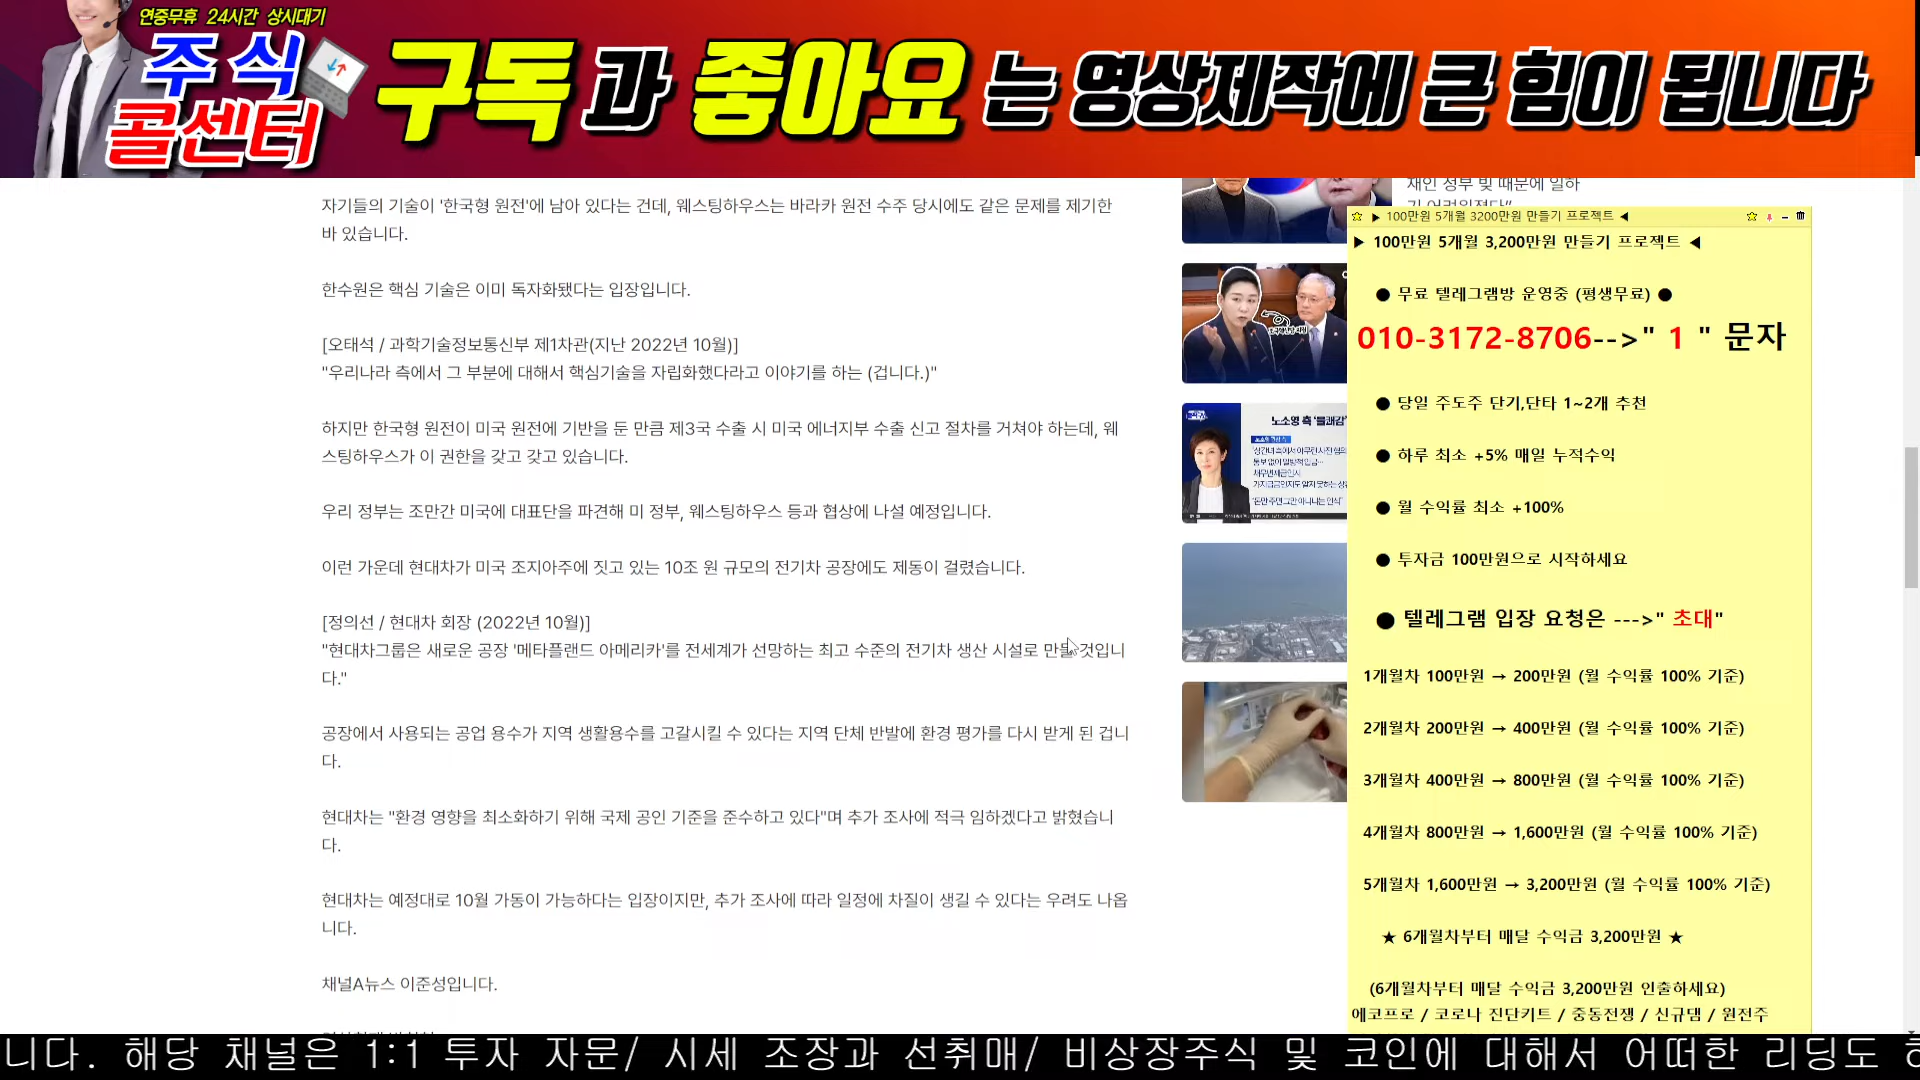 연중무휴 24시간 상시대기
주식
콜센터
구독과 좋아요는 영상제작에 큰 힘이 됩니다
자기들의 기술이 '한국형 원전'에 남아 있다는 건데, 웨스팅하우스는 바라카 원전 수주 당시에도 같은 문제를 제기한
바 있습니다.
한수원은 핵심 기술은 이미 독자화됐다는 입장입니다.
[오태석 / 과학기술정보통신부 제1차관(지난 2022년 10월)]
"우리나라 측에서 그 부분에 대해서 핵심기술을 자립화했다라고 이야기를 하는 (겁니다.)"
하지만 한국형 원전이 미국 원전에 기반을 둔 만큼 제3국 수출 시 미국 에너지부 수출 신고 절차를 거쳐야 하는데, 웨
스팅하우스가 이 권한을 갖고 갖고 있습니다.
우리 정부는 조만간 미국에 대표단을 파견해 미 정부, 웨스팅하우스 등과 협상에 나설 예정입니다.
이런 가운데 현대차가 미국 조지아주에 짓고 있는 10조 원 규모의 전기차 공장에도 제동이 걸렸습니다.
[정의선 / 현대차 회장 (2022년 10월)]
"현대차그룹은 새로운 공장 '메타플랜드 아메리카'를 전세계가 선망하는 최고 수준의 전기차 생산 시설로 만들 것입니
다."
공장에서 사용되는 공업 용수가 지역 생활용수를 고갈시킬 수 있다는 지역 단체 반발에 환경 평가를 다시 받게 된 겁니
다.
현대차는 "환경 영향을 최소화하기 위해 국제 공인 기준을 준수하고 있다"며 추가 조사에 적극 임하겠다고 밝혔습니
다.
현대차는 예정대로 10월 가동이 가능하다는 입장이지만, 추가 조사에 따라 일정에 차질이 생길 수 있다는 우려도 나옵
니다.
채널A뉴스 이준성입니다.
재인 정부 빚 때문에 일하
기 어려워졌다"
노소영 측 "불쾌감"
▶ 100만원 5개월 3200만원 만들기 프로젝트 ◀
▶ 100만원 5개월 3,200만원 만들기 프로젝트 ◀
● 무료 텔레그램방 운영중 (평생무료) ●
010-3172-8706-->" 1 " 문자
● 당일 주도주 단기,단타 1~2개 추천
● 하루 최소 +5% 매일 누적수익
● 월 수익률 최소 +100%
● 투자금 100만원으로 시작하세요
● 텔레그램 입장 요청은 --->" 초대"
1개월차 100만원 → 200만원 (월 수익률 100% 기준)
2개월차 200만원 → 400만원 (월 수익률 100% 기준)
3개월차 400만원 → 800만원 (월 수익률 100% 기준)
4개월차 800만원 → 1,600만원 (월 수익률 100% 기준)
5개월차 1,600만원 → 3,200만원 (월 수익률 100% 기준)
★ 6개월차부터 매달 수익금 3,200만원 ★
(6개월차부터 매달 수익금 3,200만원 인출하세요)
에코프로 / 코로나 진단키트 / 중동전쟁 / 신규댐 / 원전주
니다. 해당 채널은 1:1 투자 자문/ 시세 조장과 선취매/ 비상장주식 및 코인에 대해서 어떠한 리딩도